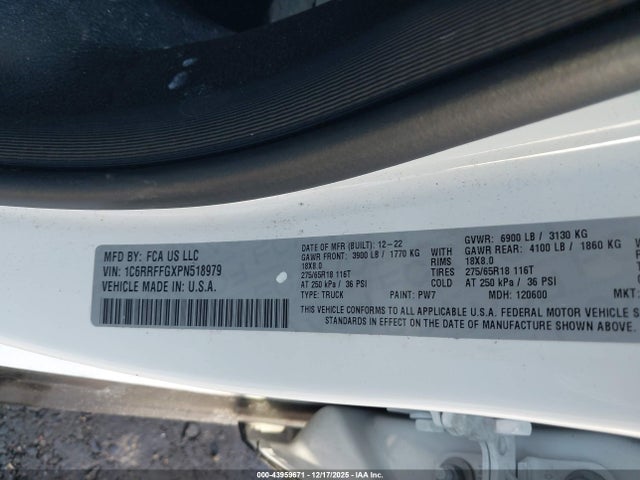 MFD BY: FCA US LLC
VIN: 1C6RRFFGXPN518979
VEHICLE MADE IN: U.S.A.
DATE OF MFR (BUILT): 12-22
GAWR FRONT: 3900 LB / 1770 KG
18X8.0
275/65R18 116T
AT 250 kPa / 36 PSI
TYPE: TRUCK PAINT: PW7 MDH: 120600 MKT:
WITH
RIMS
TIRES
COLD
GVWR: 6900 LB / 3130 KG
GAWR REAR: 4100 LB / 1860 KG
18X8.0
275/65R18 116T
AT 250 kPa / 36 PSI
THIS VEHICLE CONFORMS TO ALL APPLICABLE U.S.A. FEDERAL MOTOR VEHICLE
STANDARDS IN EFFECT ON THE DATE OF MANUFACTURE SHOWN ABOVE.
000-43959671 - 12/17/2025 - IAA Inc.